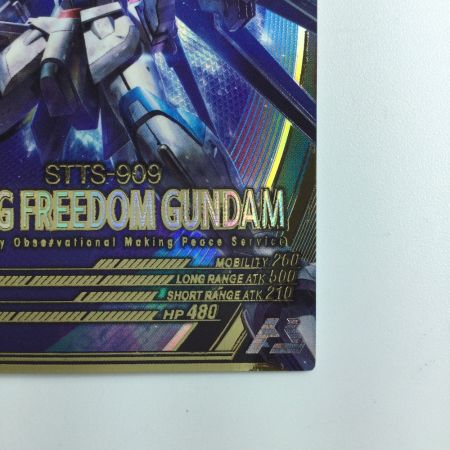 STTS-909
G FREEDOM GUNDAM
y Observational Making Peace Service
MOBILITY 260
LONG RANGE ATK 500
SHORT RANGE ATK 210
HP 480